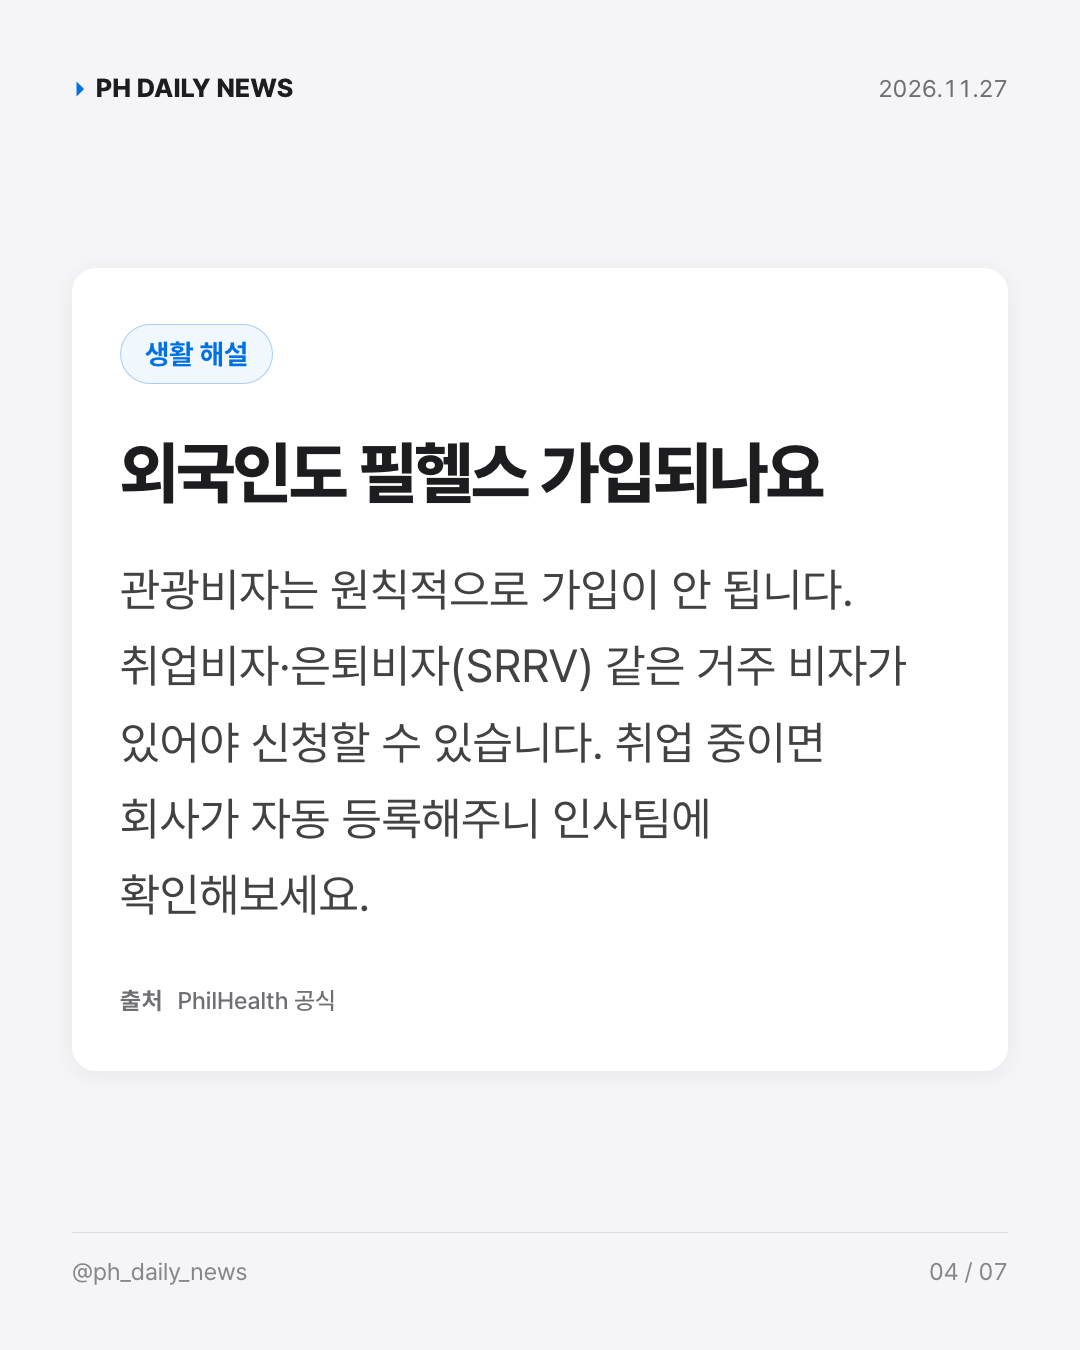 PH DAILY NEWS
2026.11.27
생활 해설
외국인도 필헬스 가입되나요
관광비자는 원칙적으로 가입이 안 됩니다.
취업비자·은퇴비자(SRRV) 같은 거주 비자가
있어야 신청할 수 있습니다. 취업 중이면
회사가 자동 등록해주니 인사팀에
확인해보세요.
출처 PhilHealth 공식
@ph_daily_news
04 / 07